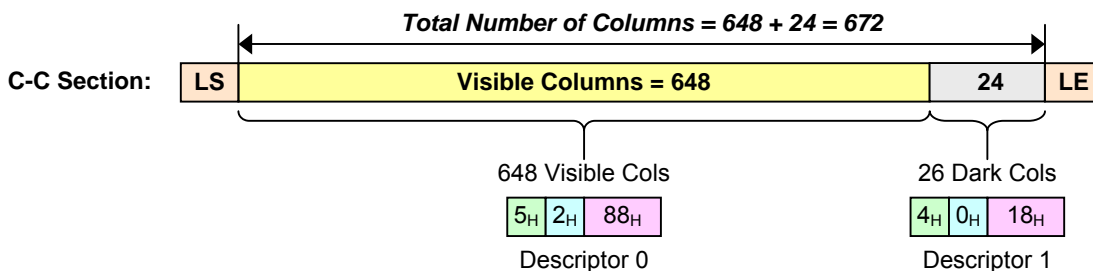 Total Number of Columns = 648 + 24 = 672
C-C Section: LS Visible Columns = 648 24 LE
648 Visible Cols 26 Dark Cols
5H 2H 88H 4H 0H 18H
Descriptor 0 Descriptor 1